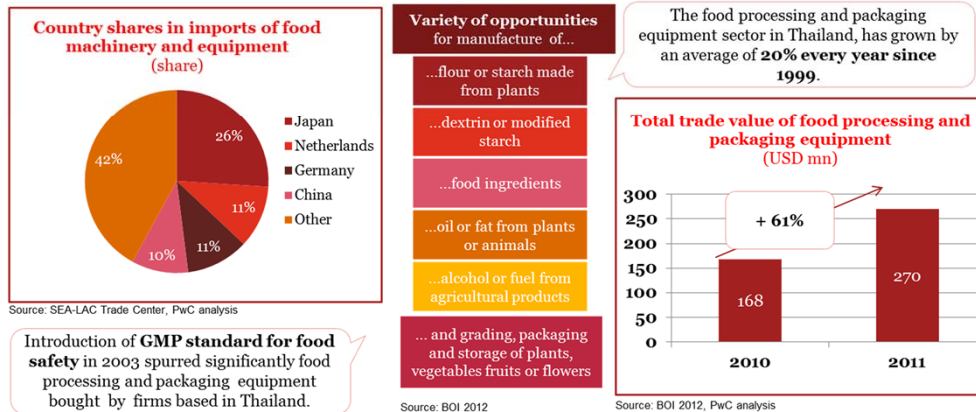 Country shares in imports of food
machinery and equipment
(share)
26%
11%
11%
10%
42%
Japan
Netherlands
Germany
China
Other
Source: SEA-LAC Trade Center, PwC analysis
Introduction of GMP standard for food
safety in 2003 spurred significantly food
processing and packaging equipment
bought by firms based in Thailand.
Variety of opportunities
for manufacture of...
...flour or starch made
from plants
...dextrin or modified
starch
...food ingredients
...oil or fat from plants
or animals
...alcohol or fuel from
agricultural products
... and grading, packaging
and storage of plants,
vegetables fruits or flowers
Source: BOI 2012
The food processing and packaging
equipment sector in Thailand, has grown by
an average of 20% every year since
1999.
Total trade value of food processing and
packaging equipment
(USD mn)
300
250
200
150
100
50
0
+ 61%
168
270
2010
2011
Source: BOI 2012, PwC analysis